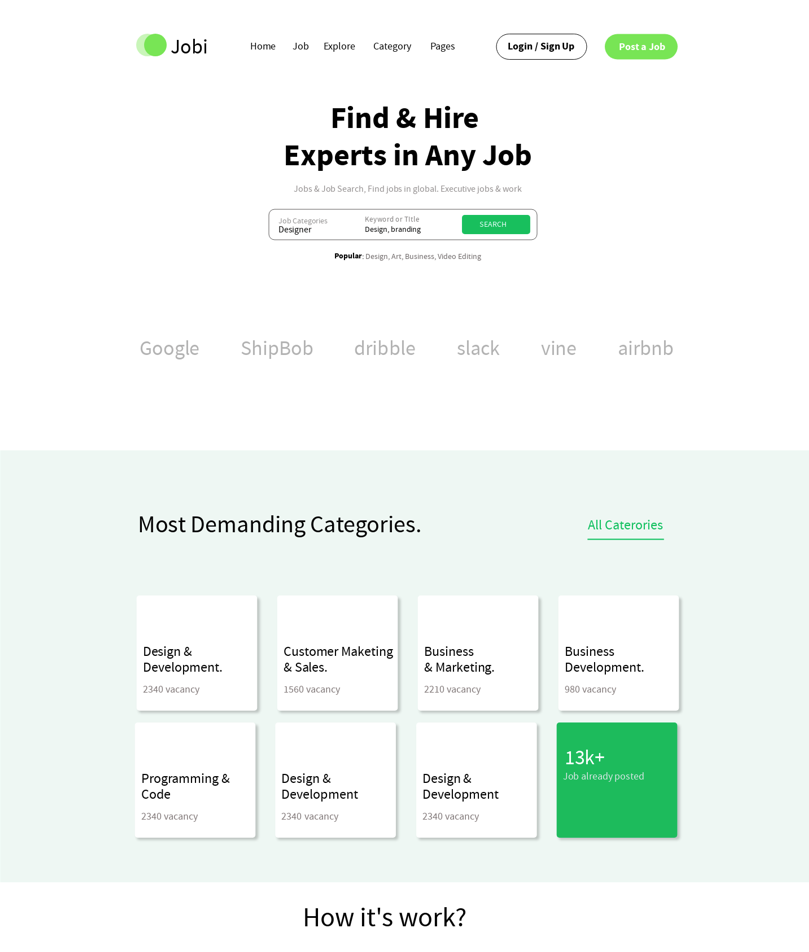 Jobi
Home Job Explore Category Pages
Login / Sign Up
Post a Job
Find & Hire
Experts in Any Job
Jobs & Job Search, Find jobs in global. Executive jobs & work
Job Categories
Designer
Keyword or TItle
Design, branding
SEARCH
Popular: Design, Art, Business, Video Editing
Google ShipBob dribble slack vine airbnb
Most Demanding Categories.
All Caterories
Design &
Development.
2340 vacancy
Customer Maketing
& Sales.
1560 vacancy
Business
& Marketing.
2210 vacancy
Business
Development.
980 vacancy
Programming &
Code
2340 vacancy
Design &
Development
2340 vacancy
Design &
Development
2340 vacancy
13k+
Job already posted
How it's work?